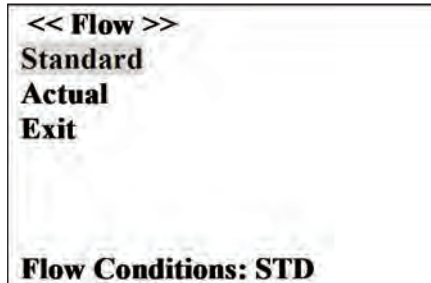 << Flow >>
Standard
Actual
Exit
Flow Conditions: STD